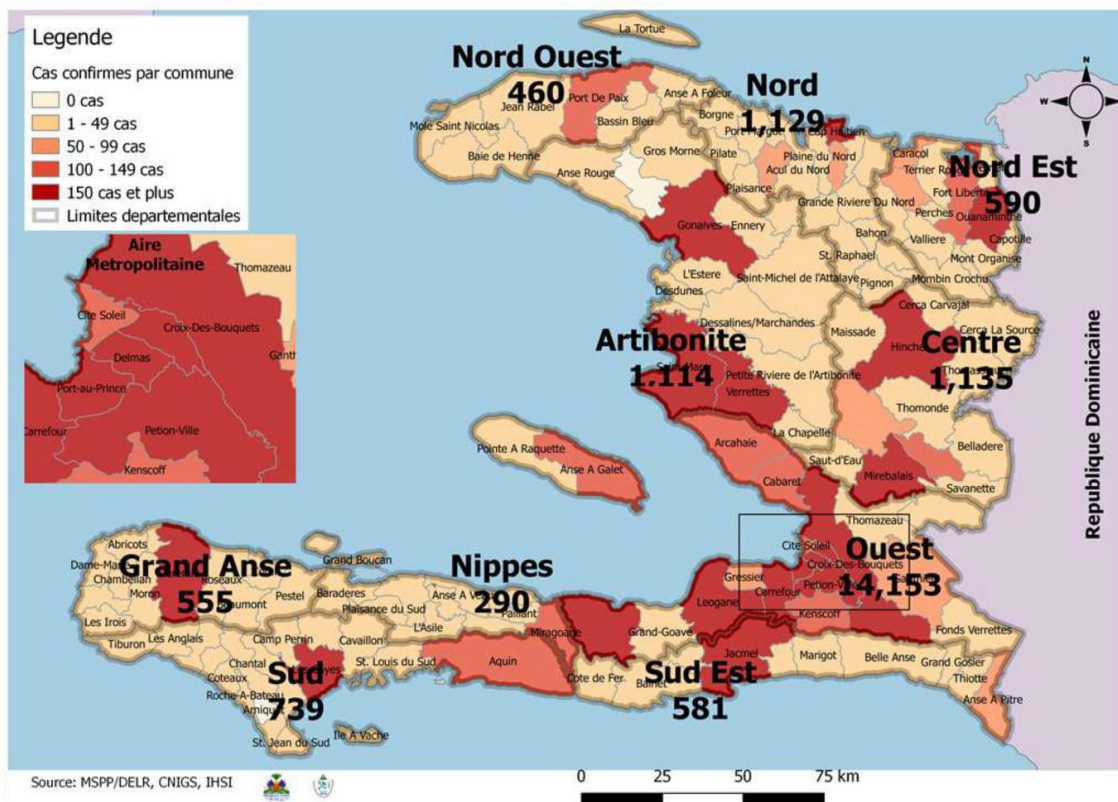 Legende
Cas confirmes par commune
0 cas
1 - 49 cas
50 - 99 cas
100 - 149 cas
150 cas et plus
Limites departementales
Aire
Metropolitaine
Thomazeau
Cite Soleil
Croix-Des-Bouquets
Delmas
Port-au-Prince
Carrefour
Petion-Ville
Kenscoff
La Tortue
Nord Ouest
460
Port De Paix
Jean Rabel
Anse A Foleur
Bassin Bleu
Mole Saint Nicolas
Baie de Henne
Nord
1,129
Borgne
Port Margot
Cap Haitien
Pilate
Plaine du Nord
Acul du Nord
Plaisance
Gros Morne
Anse Rouge
Grande Riviere Du Nord
Caracol
Terrier Rouge
Nord Est
590
Fort Liberte
Ouanaminthe
Perches
Capotille
Valliere
Mont Organise
Mombin Crochu
Bahon
St. Raphael
Pignon
Gonaives
Ennery
Saint-Michel de l'Attalaye
L'Estere
Desdunes
Dessalines/Marchandes
Artibonite
1,114
Petite Riviere de l'Artibonite
Verrettes
La Chapelle
Cerca Carvajal
Maissade
Cerca La Source
Centre
1,135
Thomonde
Belladere
Saut-d'Eau
Mirebalais
Savanette
Republique Dominicaine
Pointe A Raquette
Anse A Galet
Arcahaie
Cabaret
Thomazeau
Cite Soleil
Ouest
14,153
Croix-Des-Bouquets
Gressier
Carrefour
Petion-Ville
Leogane
Kenscoff
Fonds Verrettes
Abricots
Grand Anse
555
Chambellan
Moron
Roseaux
Pestel
Les Irois
Grand Boucan
Baraderes
Nippes
290
Plaisance du Sud
L'Asile
Paillant
Miragoane
Grand-Goave
Tiburon
Les Anglais
Camp Perrin
Cavaillon
Chantal
Coteaux
Sud
739
St. Louis du Sud
Aquin
Roche-A-Bateau
St. Jean du Sud
Ile A Vache
Cote de Fer
Bainet
Jacmel
Sud Est
581
Marigot
Belle Anse
Grand Gosier
Thiotte
Anse A Pitre
N
W
E
S
Source: MSPP/DELR, CNIGS, IHSI
0 25 50 75 km